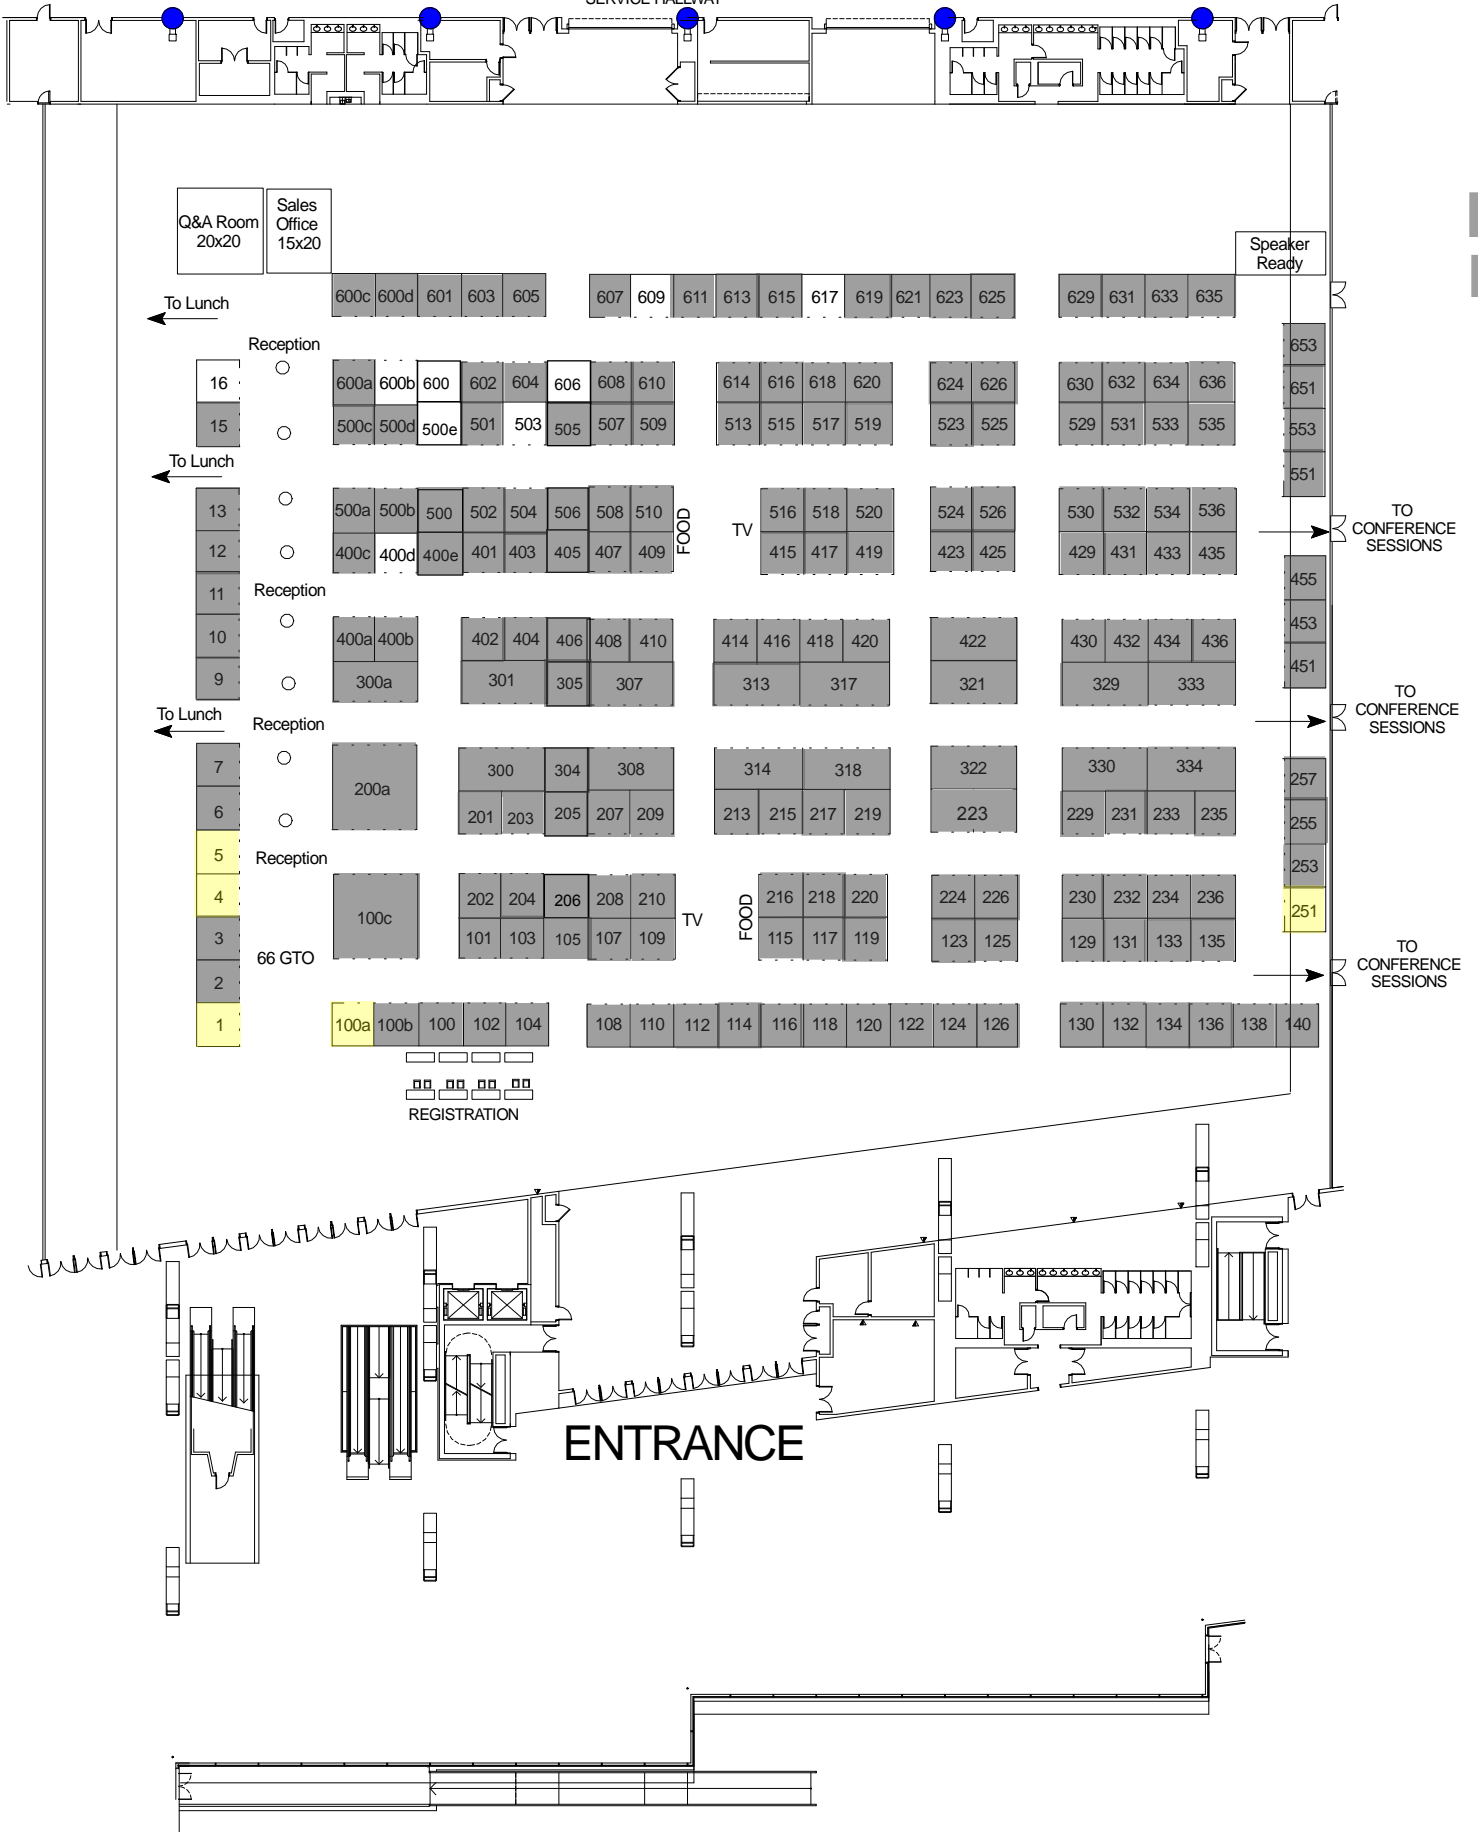 SERVICE HALLWAY
Q&A Room
20x20
Sales
Office
15x20
Speaker
Ready
To Lunch
600c 600d 601 603 605 607 609 611 613 615 617 619 621 623 625 629 631 633 635
Reception
653
16 600a 600b 600 602 604 606 608 610 614 616 618 620 624 626 630 632 634 636
651
15 500c 500d 500e 501 503 505 507 509 513 515 517 519 523 525 529 531 533 535
553
To Lunch
551
13 500a 500b 500 502 504 506 508 510 516 518 520 524 526 530 532 534 536
FOOD
TV
TO
CONFERENCE
SESSIONS
12 400c 400d 400e 401 403 405 407 409 415 417 419 423 425 429 431 433 435
455
11
Reception
453
10 400a 400b 402 404 406 408 410 414 416 418 420 422 430 432 434 436
451
9 300a 301 305 307 313 317 321 329 333
To Lunch
Reception
TO
CONFERENCE
SESSIONS
7 200a 300 304 308 314 318 322 330 334
257
6 201 203 205 207 209 213 215 217 219 223 229 231 233 235
255
5
Reception
253
4 100c 202 204 206 208 210 216 218 220 224 226 230 232 234 236
251
TV
FOOD
3 101 103 105 107 109 115 117 119 123 125 129 131 133 135
66 GTO
TO
CONFERENCE
SESSIONS
2
1 100a 100b 100 102 104 108 110 112 114 116 118 120 122 124 126 130 132 134 136 138 140
REGISTRATION
ENTRANCE